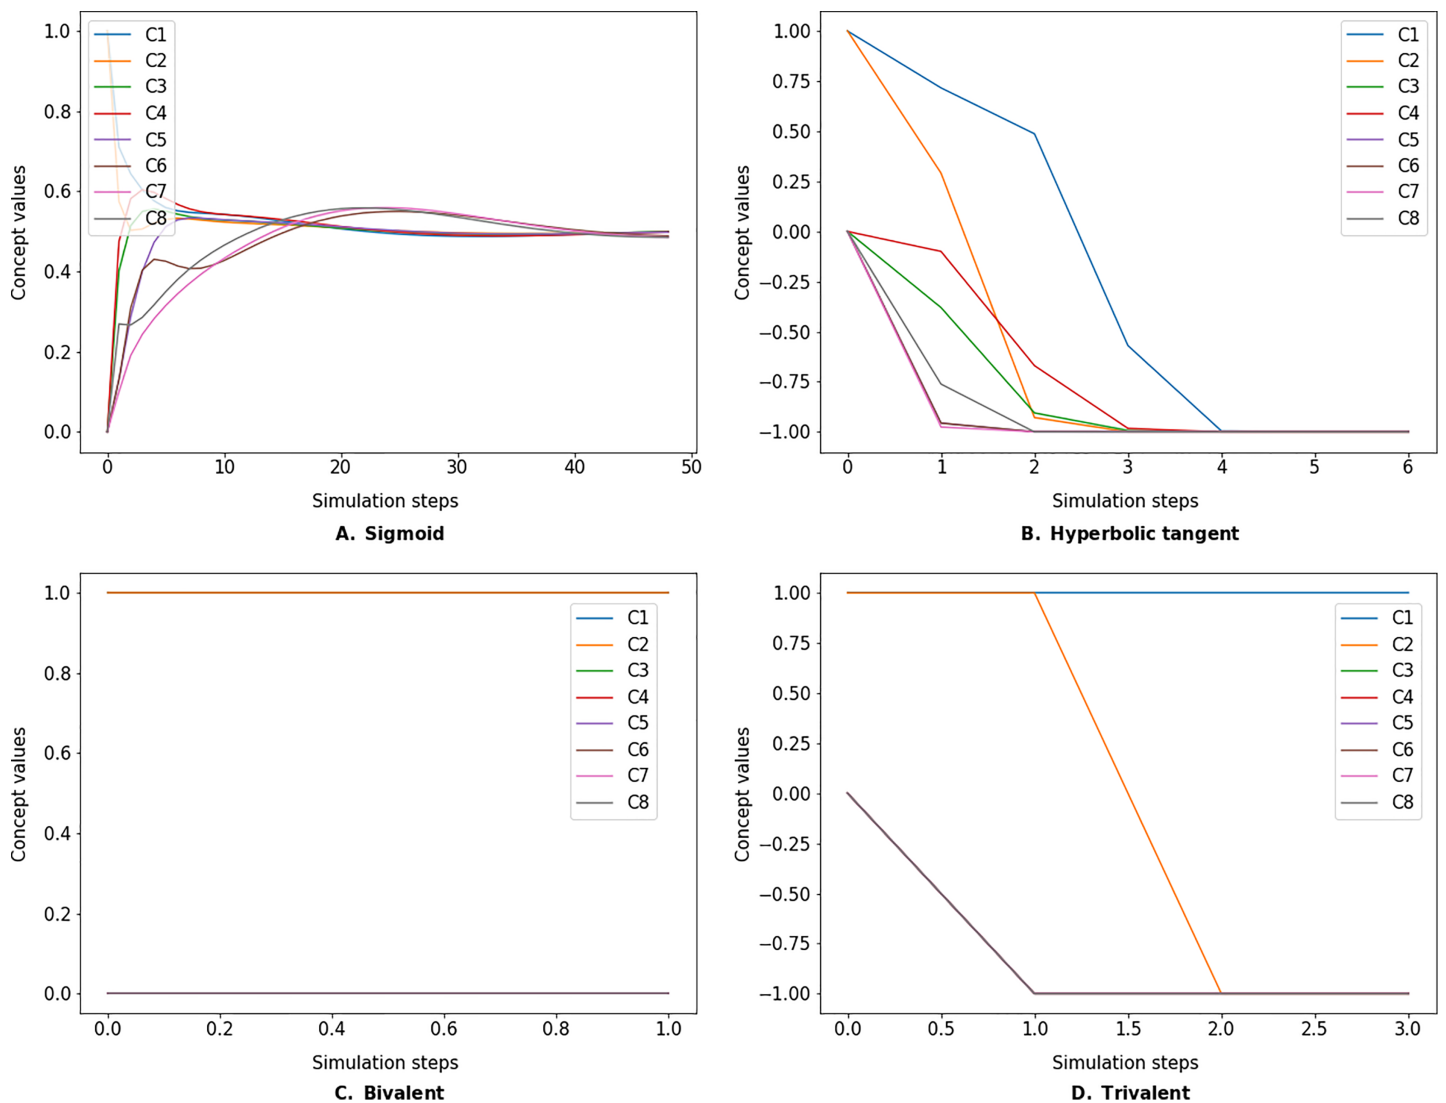 1.0
0.8
0.6
0.4
0.2
0.0
Concept values
C1
C2
C3
C4
C5
C6
C7
C8
0 10 20 30 40 50
Simulation steps
A. Sigmoid
1.00
0.75
0.50
0.25
0.00
−0.25
−0.50
−0.75
−1.00
Concept values
C1
C2
C3
C4
C5
C6
C7
C8
0 1 2 3 4 5 6
Simulation steps
B. Hyperbolic tangent
1.0
0.8
0.6
0.4
0.2
0.0
Concept values
C1
C2
C3
C4
C5
C6
C7
C8
0.0 0.2 0.4 0.6 0.8 1.0
Simulation steps
C. Bivalent
1.00
0.75
0.50
0.25
0.00
−0.25
−0.50
−0.75
−1.00
Concept values
C1
C2
C3
C4
C5
C6
C7
C8
0.0 0.5 1.0 1.5 2.0 2.5 3.0
Simulation steps
D. Trivalent